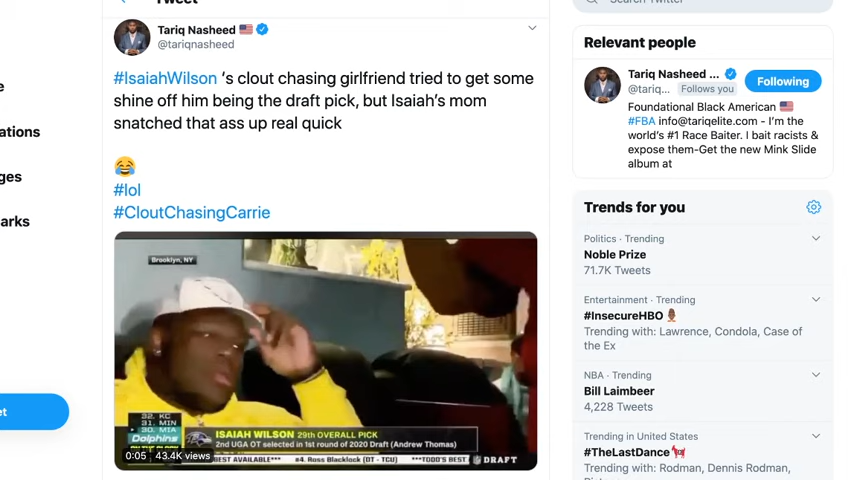 Tweet
Search Twitter
Tariq Nasheed 🇺🇸
@tariqnasheed
#IsaiahWilson 's clout chasing girlfriend tried to get some
shine off him being the draft pick, but Isaiah's mom
snatched that ass up real quick
😂
#lol
#CloutChasingCarrie
Brooklyn, NY
32. KC
31. MIN
30. MIA
Dolphins
ISAIAH WILSON 29TH OVERALL PICK
2nd UGA OT selected in 1st round of 2020 Draft (Andrew Thomas)
BEST AVAILABLE*** #4. Ross Blacklock (DT - TCU) ***TODD'S BEST
DRAFT
0:05 43.4K views
ations
ges
arks
et
Relevant people
Tariq Nasheed ...
@tariq... Follows you
Following
Foundational Black American 🇺🇸
#FBA info@tariqelite.com - I'm the
world's #1 Race Baiter. I bait racists &
expose them-Get the new Mink Slide
album at
Trends for you
Politics · Trending
Noble Prize
71.7K Tweets
Entertainment · Trending
#InsecureHBO
Trending with: Lawrence, Condola, Case of
the Ex
NBA · Trending
Bill Laimbeer
4,228 Tweets
Trending in United States
#TheLastDance
Trending with: Rodman, Dennis Rodman,